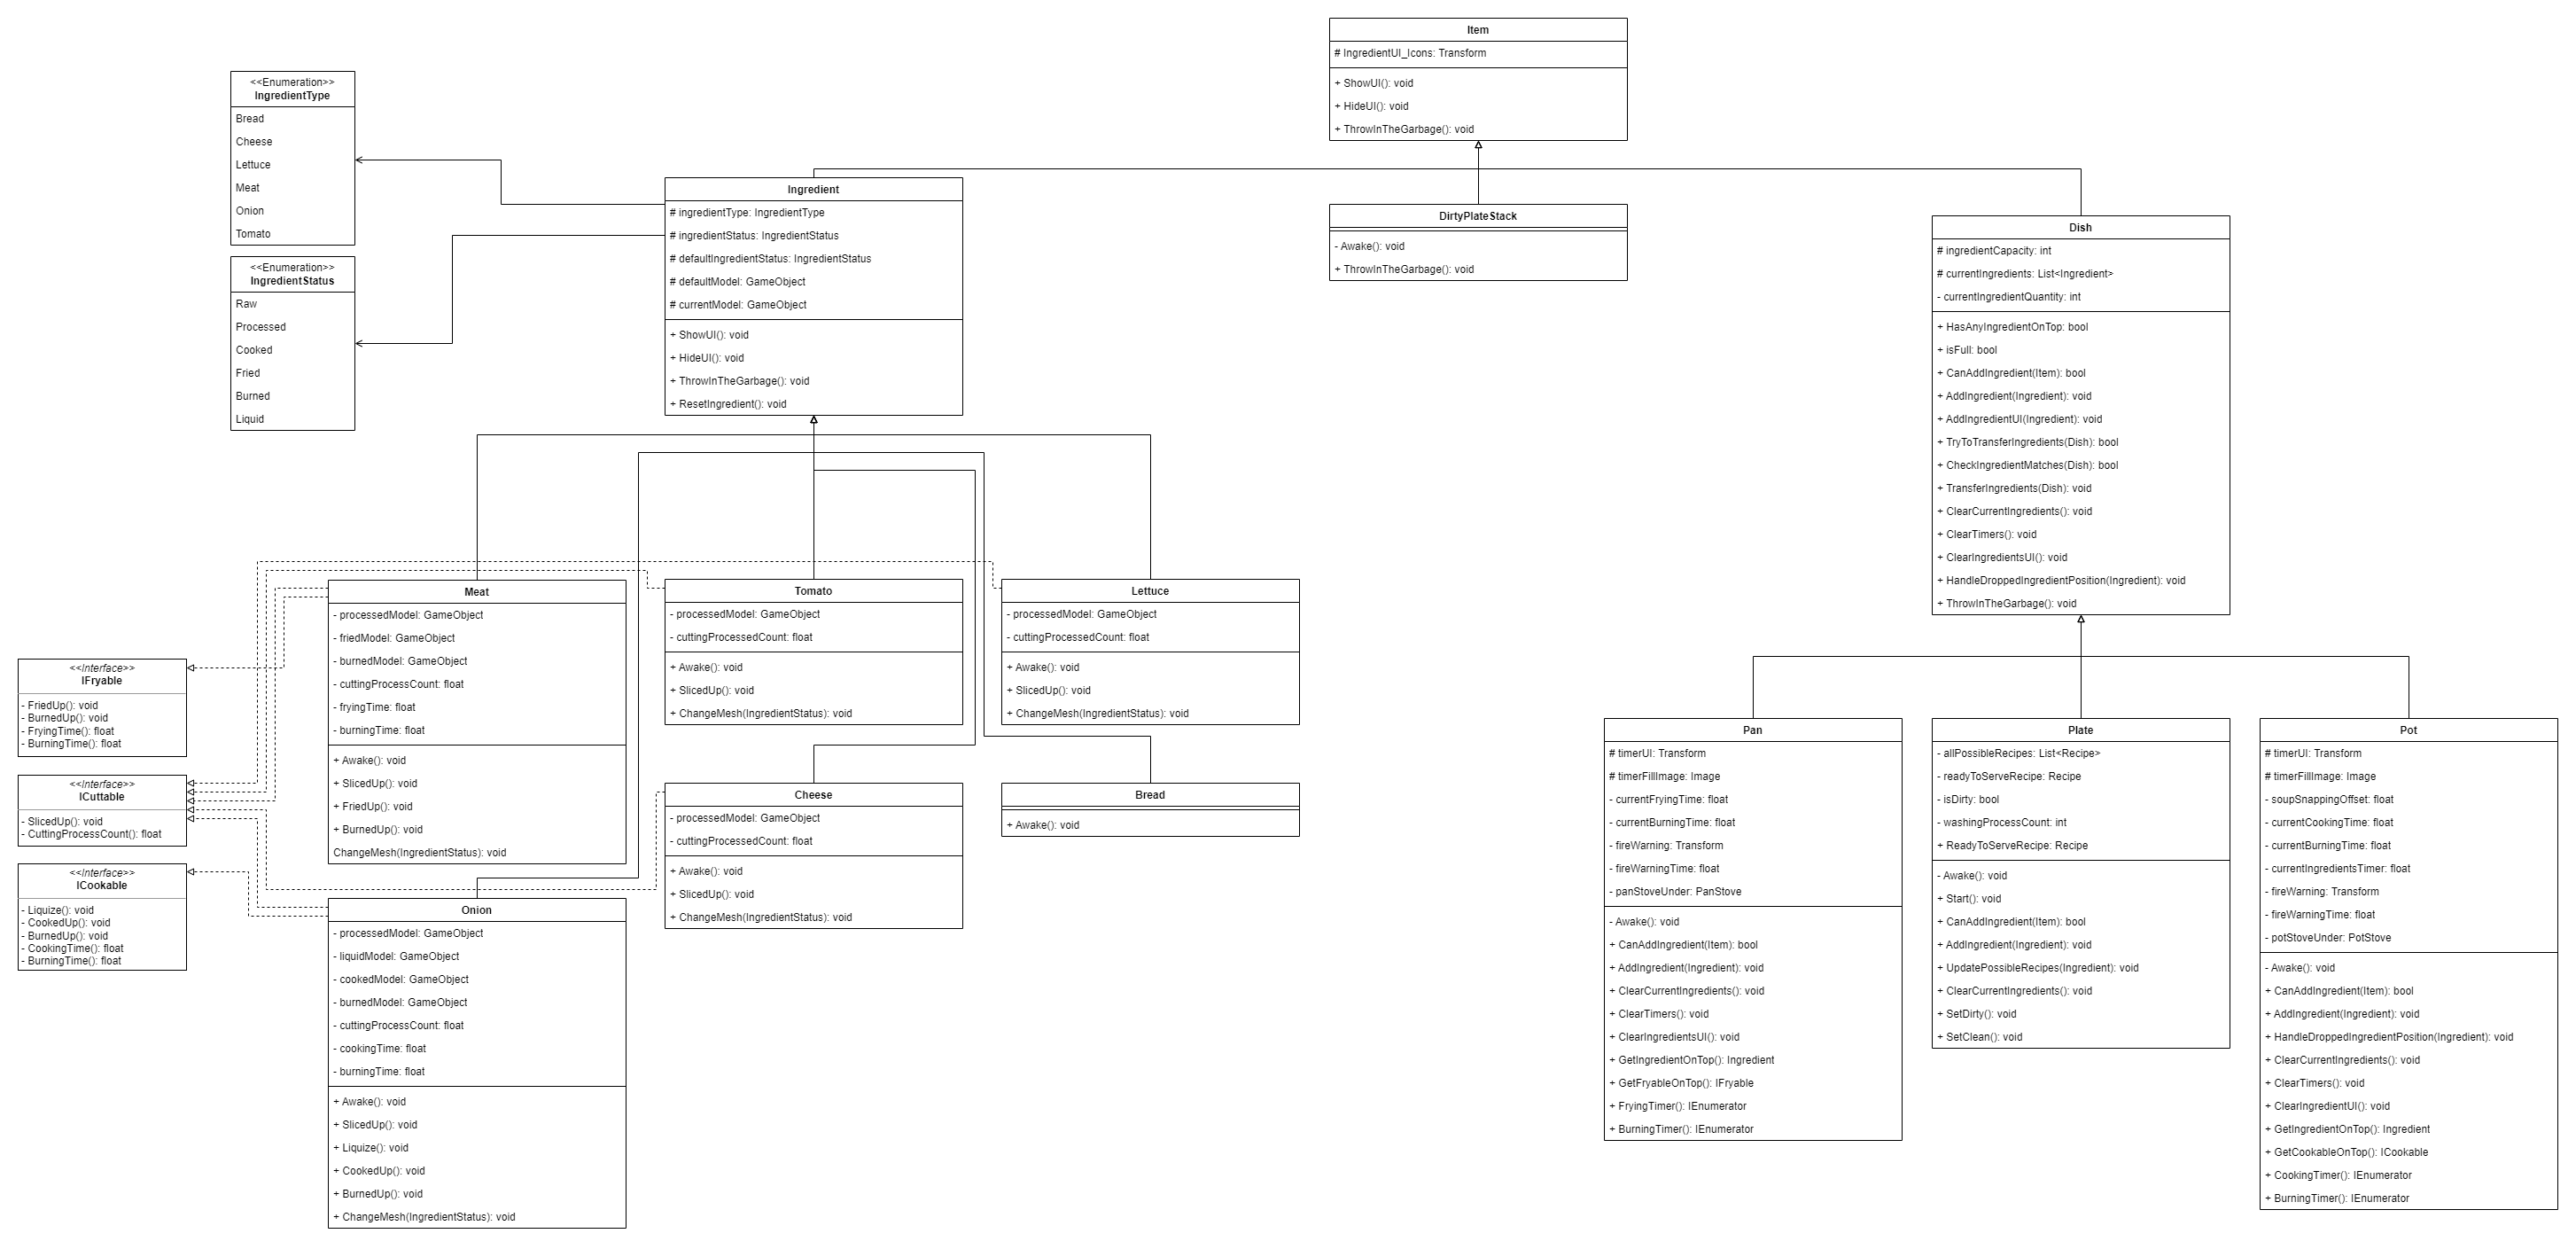 Item
# IngredientUI_Icons: Transform
+ ShowUI(): void
+ HideUI(): void
+ ThrowInTheGarbage(): void
<<Enumeration>>
IngredientType
Bread
Cheese
Lettuce
Meat
Onion
Tomato
<<Enumeration>>
IngredientStatus
Raw
Processed
Cooked
Fried
Burned
Liquid
Ingredient
# ingredientType: IngredientType
# ingredientStatus: IngredientStatus
# defaultIngredientStatus: IngredientStatus
# defaultModel: GameObject
# currentModel: GameObject
+ ShowUI(): void
+ HideUI(): void
+ ThrowInTheGarbage(): void
+ ResetIngredient(): void
DirtyPlateStack
- Awake(): void
+ ThrowInTheGarbage(): void
Dish
# ingredientCapacity: int
# currentIngredients: List<Ingredient>
- currentIngredientQuantity: int
+ HasAnyIngredientOnTop: bool
+ isFull: bool
+ CanAddIngredient(Item): bool
+ AddIngredient(Ingredient): void
+ AddIngredientUI(Ingredient): void
+ TryToTransferIngredients(Dish): bool
+ CheckIngredientMatches(Dish): bool
+ TransferIngredients(Dish): void
+ ClearCurrentIngredients(): void
+ ClearTimers(): void
+ ClearIngredientsUI(): void
+ HandleDroppedIngredientPosition(Ingredient): void
+ ThrowInTheGarbage(): void
<<Interface>>
IFryable
- FriedUp(): void
- BurnedUp(): void
- FryingTime(): float
- BurningTime(): float
<<Interface>>
ICuttable
- SlicedUp(): void
- CuttingProcessCount(): float
<<Interface>>
ICookable
- Liquize(): void
- CookedUp(): void
- BurnedUp(): void
- CookingTime(): float
- BurningTime(): float
Meat
- processedModel: GameObject
- friedModel: GameObject
- burnedModel: GameObject
- cuttingProcessCount: float
- fryingTime: float
- burningTime: float
+ Awake(): void
+ SlicedUp(): void
+ FriedUp(): void
+ BurnedUp(): void
ChangeMesh(IngredientStatus): void
Tomato
- processedModel: GameObject
- cuttingProcessedCount: float
+ Awake(): void
+ SlicedUp(): void
+ ChangeMesh(IngredientStatus): void
Lettuce
- processedModel: GameObject
- cuttingProcessedCount: float
+ Awake(): void
+ SlicedUp(): void
+ ChangeMesh(IngredientStatus): void
Cheese
- processedModel: GameObject
- cuttingProcessedCount: float
+ Awake(): void
+ SlicedUp(): void
+ ChangeMesh(IngredientStatus): void
Bread
+ Awake(): void
Onion
- processedModel: GameObject
- liquidModel: GameObject
- cookedModel: GameObject
- burnedModel: GameObject
- cuttingProcessCount: float
- cookingTime: float
- burningTime: float
+ Awake(): void
+ SlicedUp(): void
+ Liquize(): void
+ CookedUp(): void
+ BurnedUp(): void
+ ChangeMesh(IngredientStatus): void
Pan
# timerUI: Transform
# timerFillImage: Image
- currentFryingTime: float
- currentBurningTime: float
- fireWarning: Transform
- fireWarningTime: float
- panStoveUnder: PanStove
- Awake(): void
+ CanAddIngredient(Item): bool
+ AddIngredient(Ingredient): void
+ ClearCurrentIngredients(): void
+ ClearTimers(): void
+ ClearIngredientsUI(): void
+ GetIngredientOnTop(): Ingredient
+ GetFryableOnTop(): IFryable
+ FryingTimer(): IEnumerator
+ BurningTimer(): IEnumerator
Plate
- allPossibleRecipes: List<Recipe>
- readyToServeRecipe: Recipe
- isDirty: bool
- washingProcessCount: int
+ ReadyToServeRecipe: Recipe
- Awake(): void
+ Start(): void
+ CanAddIngredient(Item): bool
+ AddIngredient(Ingredient): void
+ UpdatePossibleRecipes(Ingredient): void
+ ClearCurrentIngredients(): void
+ SetDirty(): void
+ SetClean(): void
Pot
# timerUI: Transform
# timerFillImage: Image
- soupSnappingOffset: float
- currentCookingTime: float
- currentBurningTime: float
- currentIngredientsTimer: float
- fireWarning: Transform
- fireWarningTime: float
- potStoveUnder: PotStove
- Awake(): void
+ CanAddIngredient(Item): bool
+ AddIngredient(Ingredient): void
+ HandleDroppedIngredientPosition(Ingredient): void
+ ClearCurrentIngredients(): void
+ ClearTimers(): void
+ ClearIngredientUI(): void
+ GetIngredientOnTop(): Ingredient
+ GetCookableOnTop(): ICookable
+ CookingTimer(): IEnumerator
+ BurningTimer(): IEnumerator